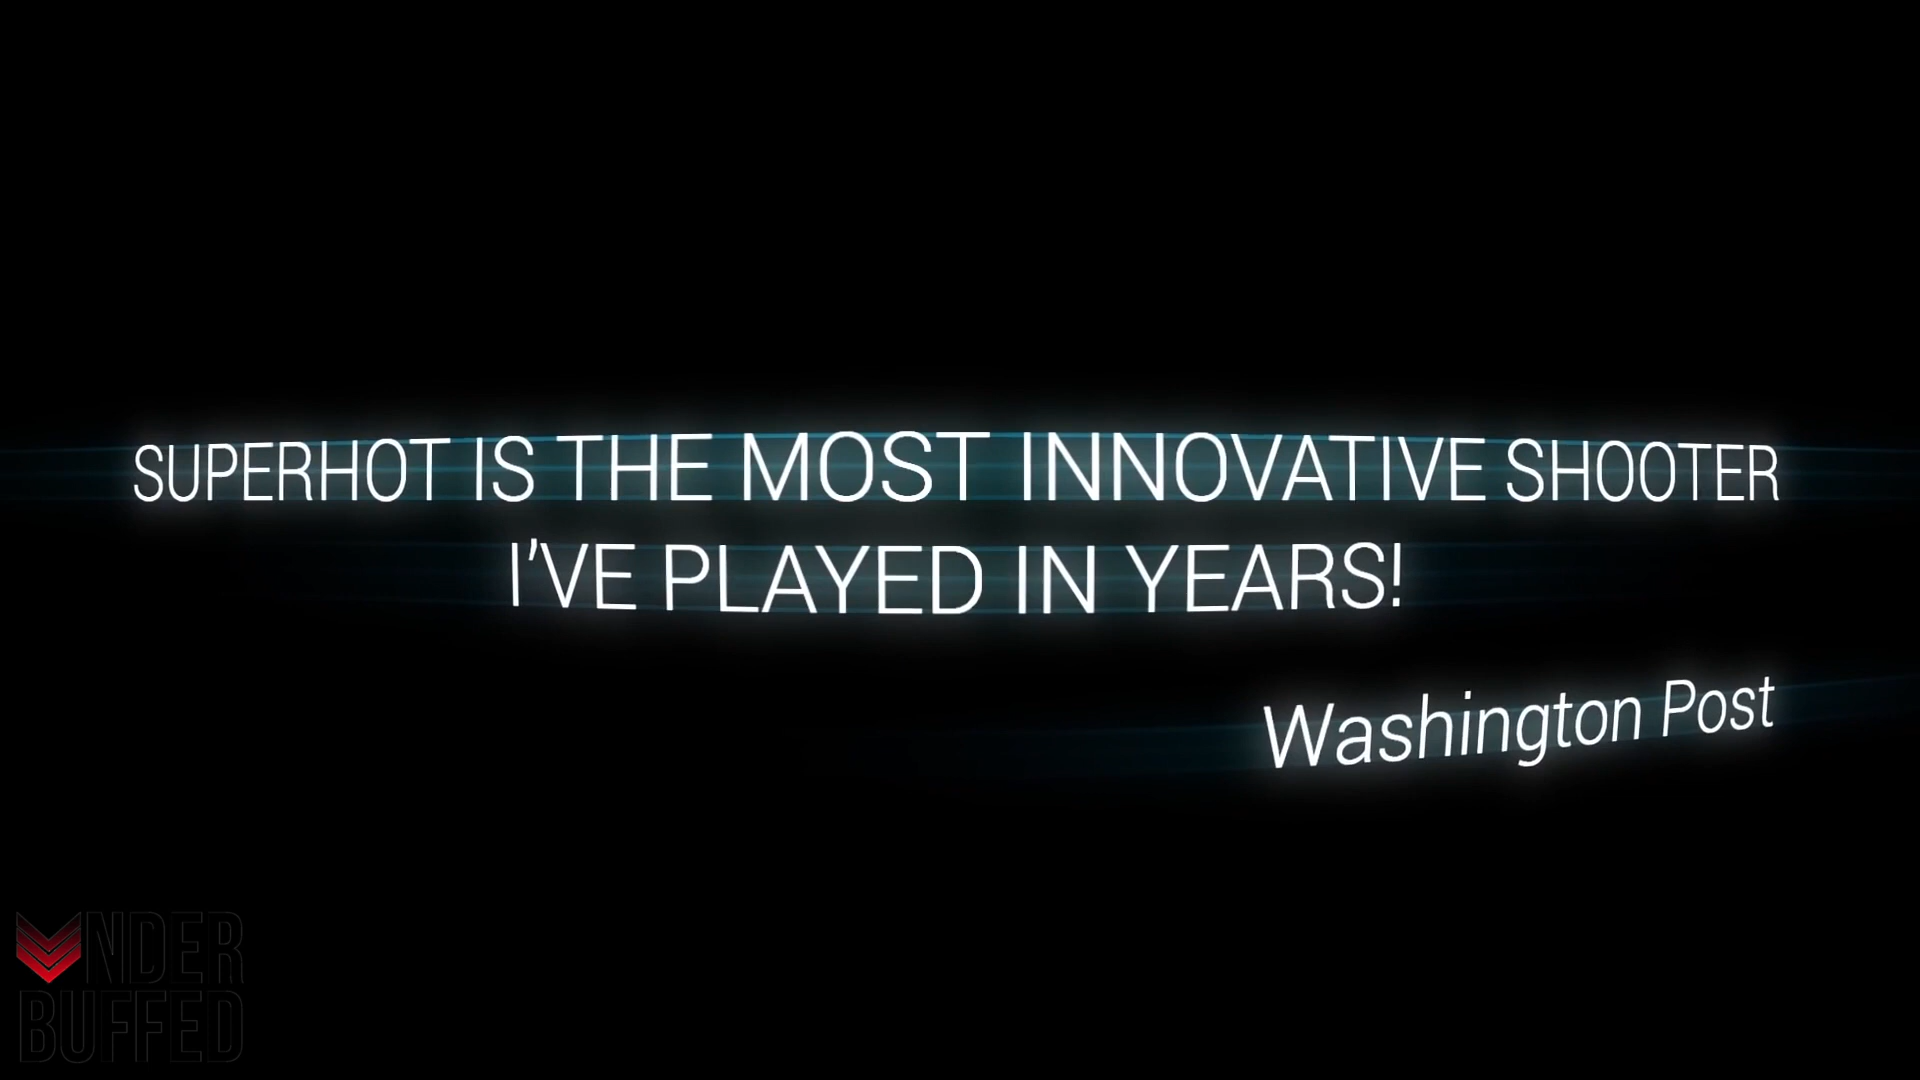 SUPERHOT IS THE MOST INNOVATIVE SHOOTER
I'VE PLAYED IN YEARS!
Washington Post
UNDER
BUFFED